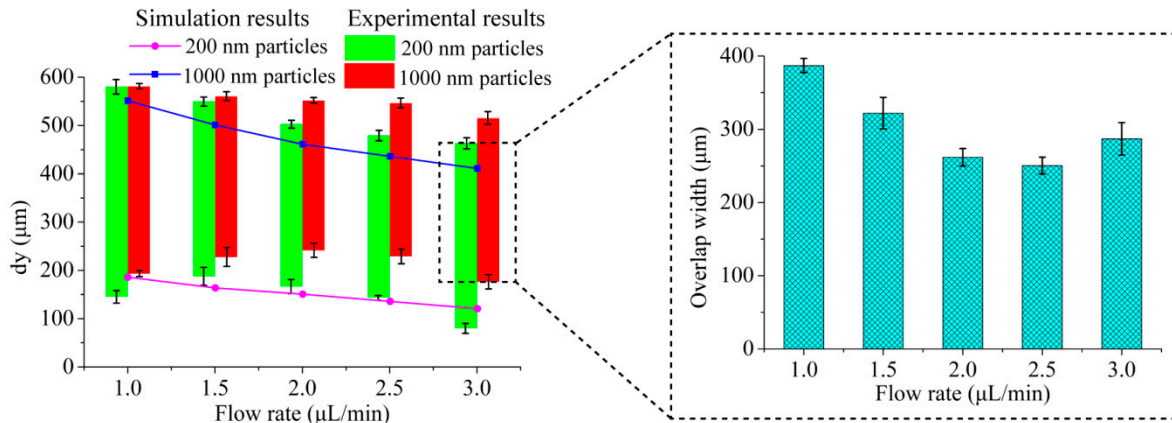 Simulation results
Experimental results
200 nm particles
200 nm particles
1000 nm particles
1000 nm particles
600
500
400
300
200
100
0
dy (μm)
1.0 1.5 2.0 2.5 3.0
Flow rate (μL/min)
400
300
200
100
0
Overlap width (μm)
1.0 1.5 2.0 2.5 3.0
Flow rate (μL/min)